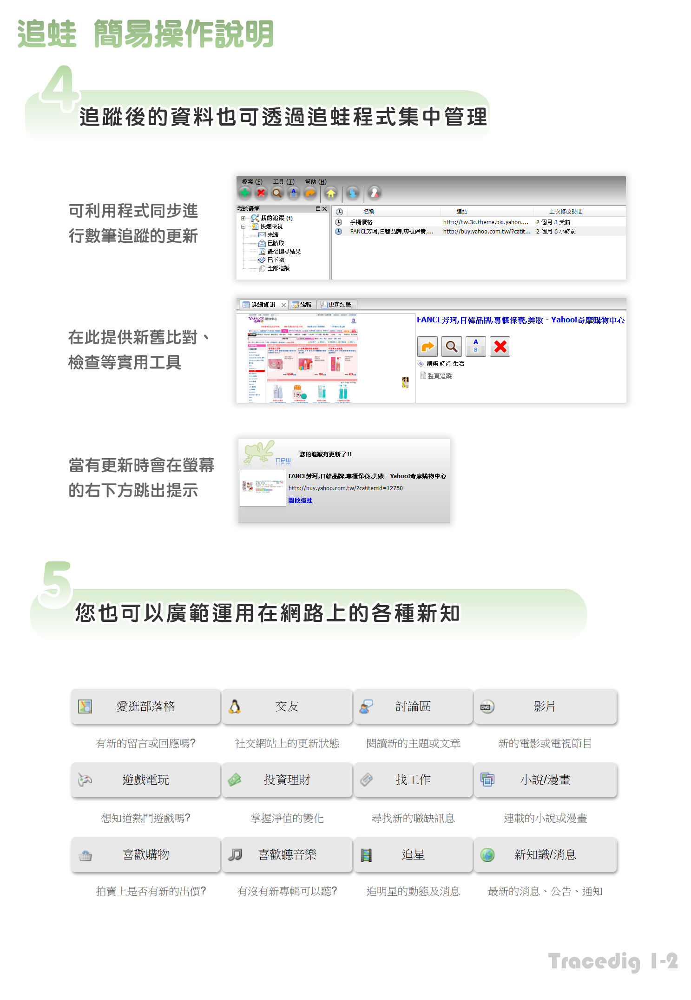 追蛙 簡易操作說明
4
追蹤後的資料也可透過追蛙程式集中管理
可利用程式同步進
行數筆追蹤的更新
檔案 (F) 工具 (T) 幫助 (H)
我的最愛
我的追蹤 (1)
快速檢視
未讀
已讀取
最後搜尋結果
已下架
全部追蹤
名稱 連結 上次修改時間
手機價格 http://tw.3c.theme.bid.yahoo.... 2 個月 3 天前
FANCL芳珂,日韓品牌,專櫃保養,... http://buy.yahoo.com.tw/?catit... 2 個月 6 小時前
在此提供新舊比對、
檢查等實用工具
詳細資訊 編輯 更新紀錄
YAHOO! 奇摩 購物中心
5040 799 479
FANCL芳珂,日韓品牌,專櫃保養,美妝 - Yahoo!奇摩購物中心
A
a
娛樂 時尚 生活
整頁追蹤
當有更新時會在螢幕
的右下方跳出提示
new
您的追蹤有更新了!!
FANCL芳珂,日韓品牌,專櫃保養,美妝 - Yahoo!奇摩購物中心
http://buy.yahoo.com.tw/?catitemid=12750
開啟追蛙
5
您也可以廣範運用在網路上的各種新知
愛逛部落格 交友 討論區 影片
有新的留言或回應嗎? 社交網站上的更新狀態 閱讀新的主題或文章 新的電影或電視節目
遊戲電玩 投資理財 找工作 小說/漫畫
想知道熱門遊戲嗎? 掌握淨值的變化 尋找新的職缺訊息 連載的小說或漫畫
喜歡購物 喜歡聽音樂 追星 新知識/消息
拍賣上是否有新的出價? 有沒有新專輯可以聽? 追明星的動態及消息 最新的消息、公告、通知
Tracedig 1-2